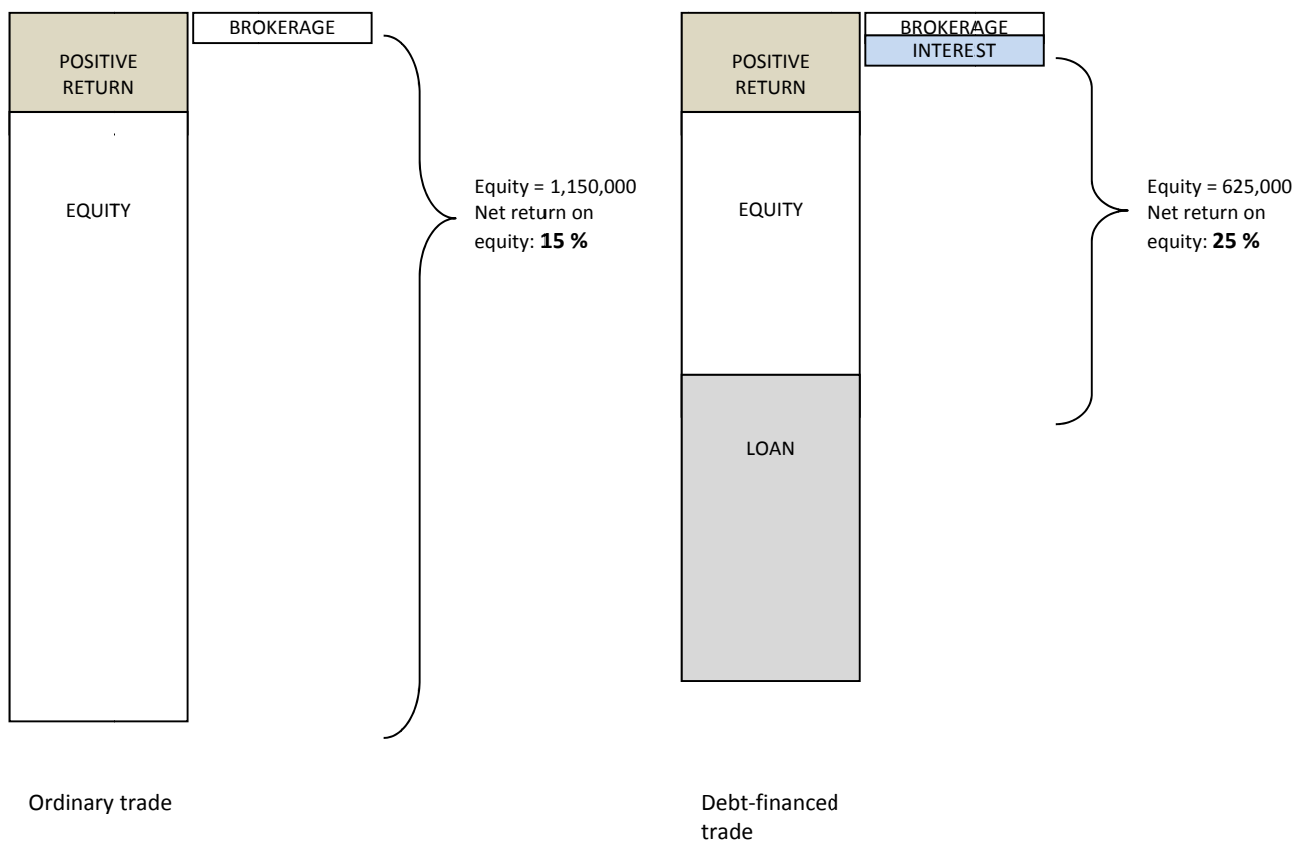 BROKERAGE
POSITIVE
RETURN
EQUITY
Equity = 1,150,000
Net return on
equity: 15 %
Ordinary trade
BROKERAGE
INTEREST
POSITIVE
RETURN
EQUITY
Equity = 625,000
Net return on
equity: 25 %
LOAN
Debt-financed
trade